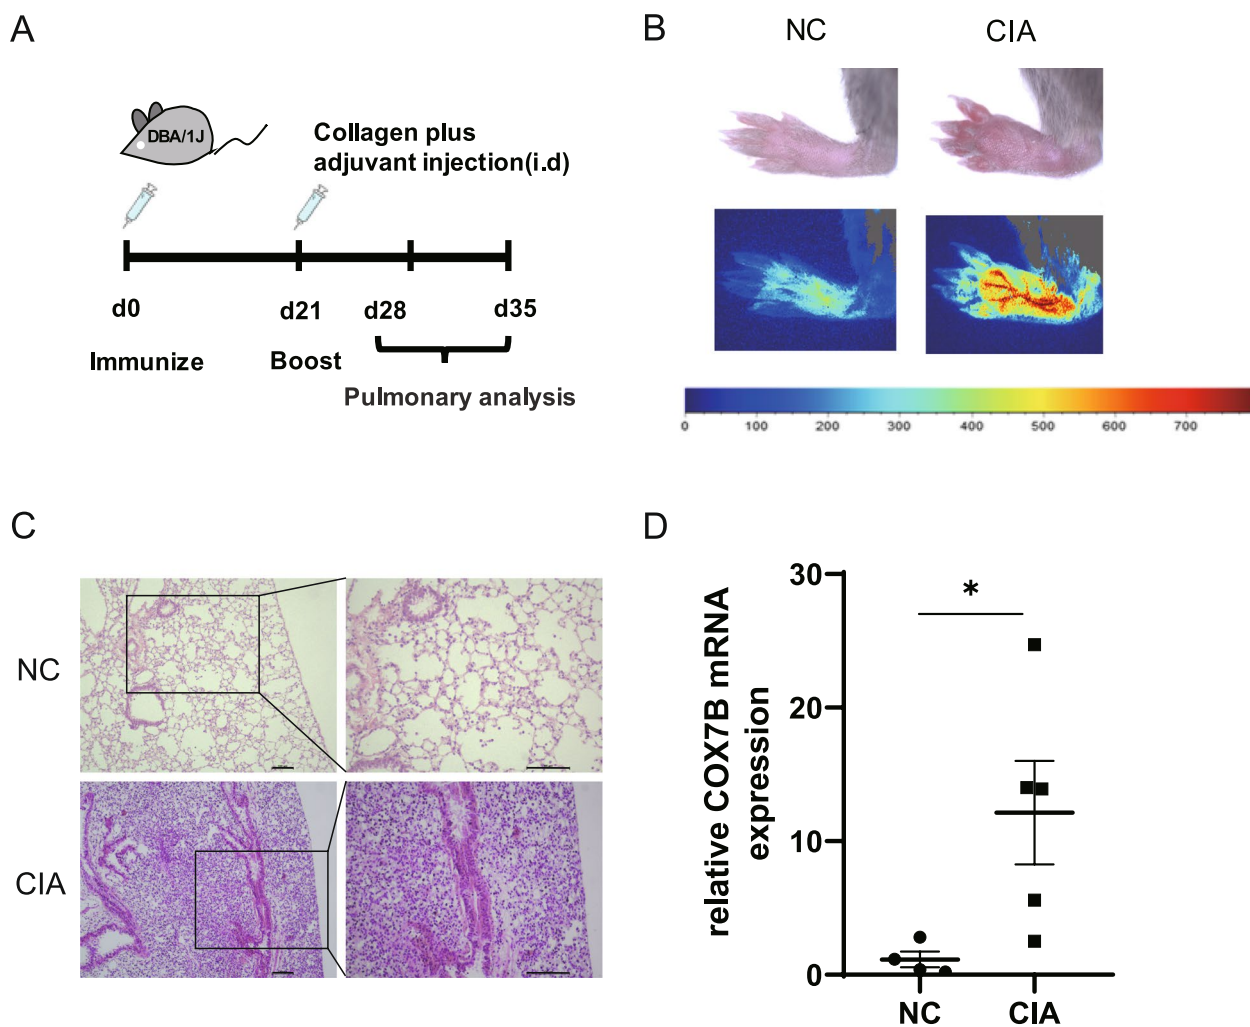 A
DBA/1J
Collagen plus
adjuvant injection(i.d)
d0
d21
d28
d35
Immunize
Boost
Pulmonary analysis
B
NC
CIA
0
100
200
300
400
500
600
700
C
NC
CIA
D
relative COX7B mRNA
expression
30
20
10
0
*
NC
CIA